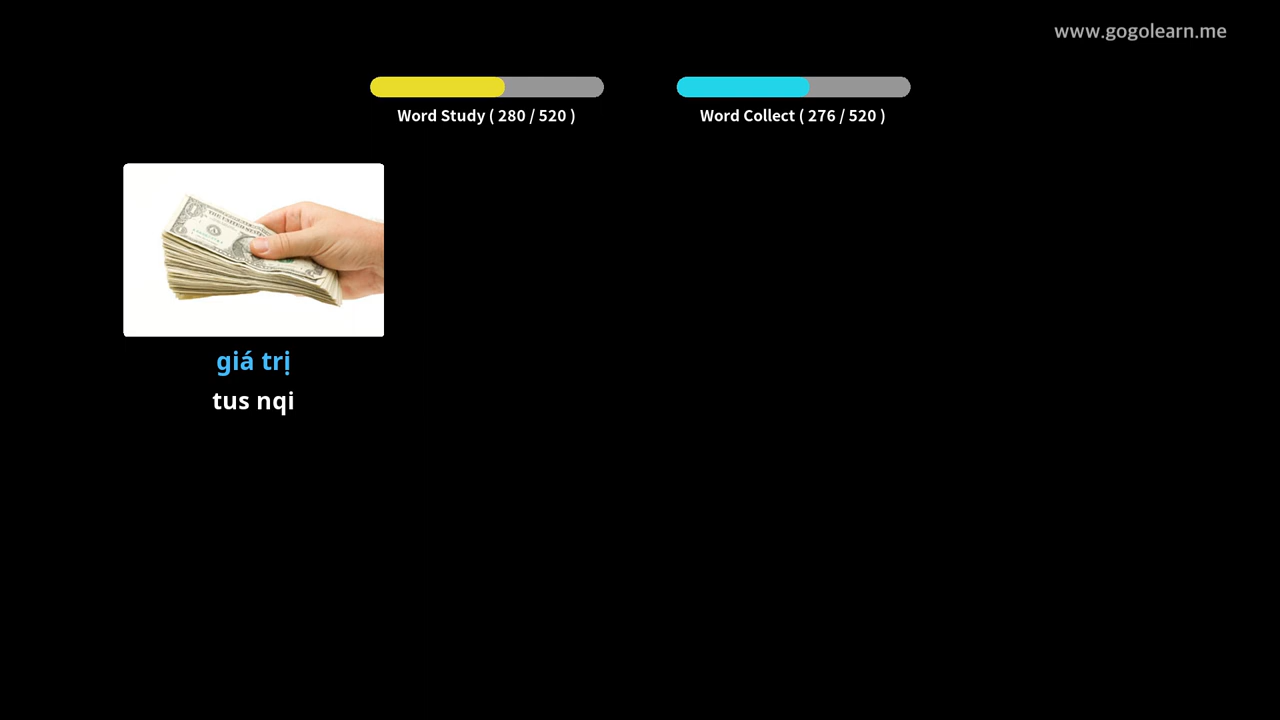 www.gogolearn.me
Word Study ( 280 / 520 )
Word Collect ( 276 / 520 )
giá trị
tus nqi